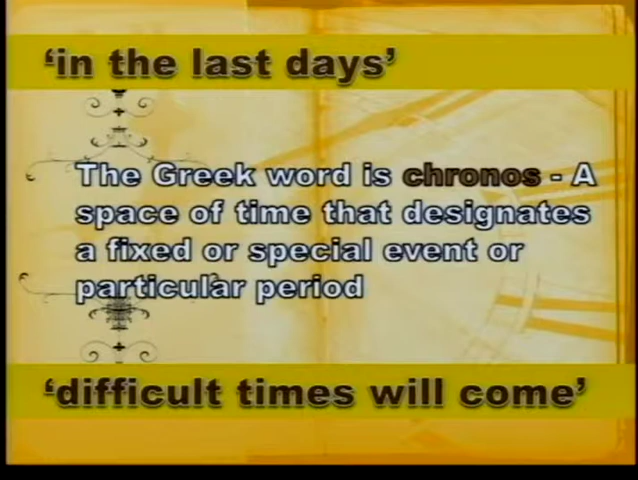 'in the last days'
The Greek word is chronos - A
space of time that designates
a fixed or special event or
particular period
'difficult times will come'